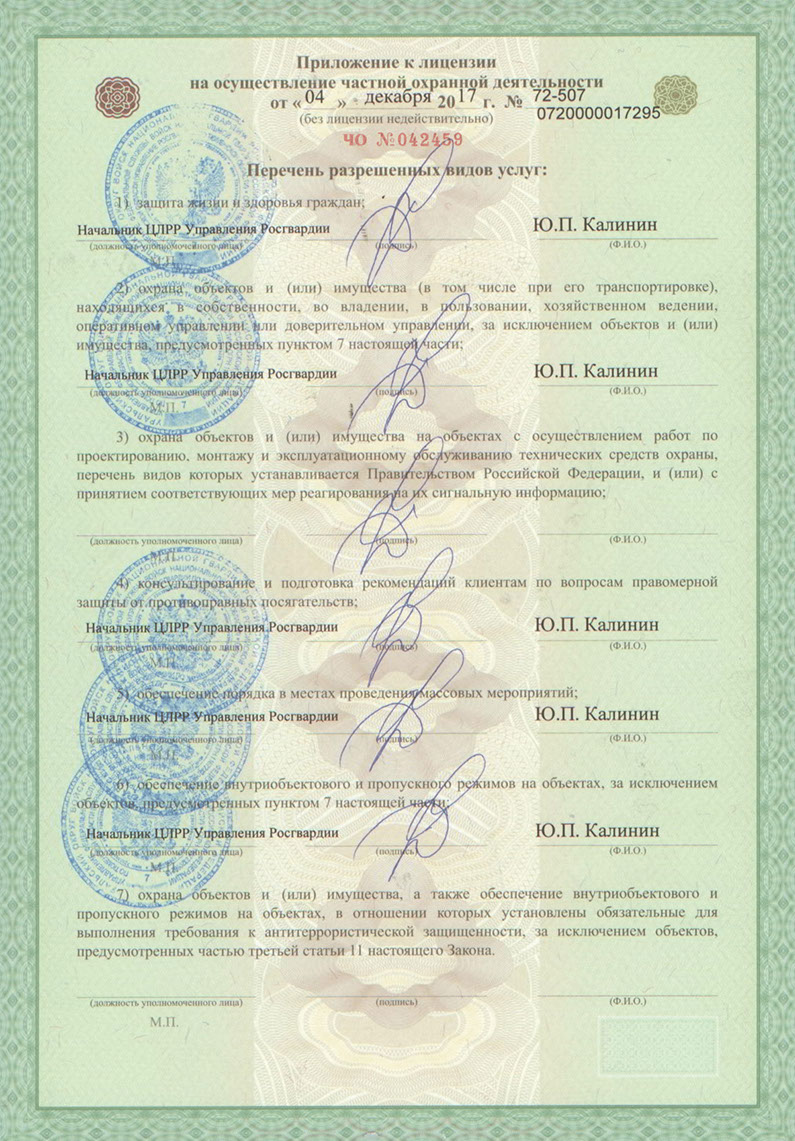 Приложение к лицензии
на осуществление частной охранной деятельности
от « 04 » декабря 2017 г. № 72-507
0720000017295
(без лицензии недействительно)
ЧО №042459
Перечень разрешенных видов услуг:
1) защита жизни и здоровья граждан;
Начальник ЦЛРР Управления Росгвардии Ю.П. Калинин
(должность уполномоченного лица) (подпись) (Ф.И.О.)
М.П.
2) охрана объектов и (или) имущества (в том числе при его транспортировке),
находящихся в собственности, во владении, в пользовании, хозяйственном ведении,
оперативном управлении или доверительном управлении, за исключением объектов и (или)
имущества, предусмотренных пунктом 7 настоящей части;
Начальник ЦЛРР Управления Росгвардии Ю.П. Калинин
(должность уполномоченного лица) (подпись) (Ф.И.О.)
М.П.
3) охрана объектов и (или) имущества на объектах с осуществлением работ по
проектированию, монтажу и эксплуатационному обслуживанию технических средств охраны,
перечень видов которых устанавливается Правительством Российской Федерации, и (или) с
принятием соответствующих мер реагирования на их сигнальную информацию;
(должность уполномоченного лица) (подпись) (Ф.И.О.)
М.П.
4) консультирование и подготовка рекомендаций клиентам по вопросам правомерной
защиты от противоправных посягательств;
Начальник ЦЛРР Управления Росгвардии Ю.П. Калинин
(должность уполномоченного лица) (подпись) (Ф.И.О.)
М.П.
5) обеспечение порядка в местах проведения массовых мероприятий;
Начальник ЦЛРР Управления Росгвардии Ю.П. Калинин
(должность уполномоченного лица) (подпись) (Ф.И.О.)
М.П.
6) обеспечение внутриобъектового и пропускного режимов на объектах, за исключением
объектов, предусмотренных пунктом 7 настоящей части;
Начальник ЦЛРР Управления Росгвардии Ю.П. Калинин
(должность уполномоченного лица) (подпись) (Ф.И.О.)
М.П.
7) охрана объектов и (или) имущества, а также обеспечение внутриобъектового и
пропускного режимов на объектах, в отношении которых установлены обязательные для
выполнения требования к антитеррористической защищенности, за исключением объектов,
предусмотренных частью третьей статьи 11 настоящего Закона.
(должность уполномоченного лица) (подпись) (Ф.И.О.)
М.П.